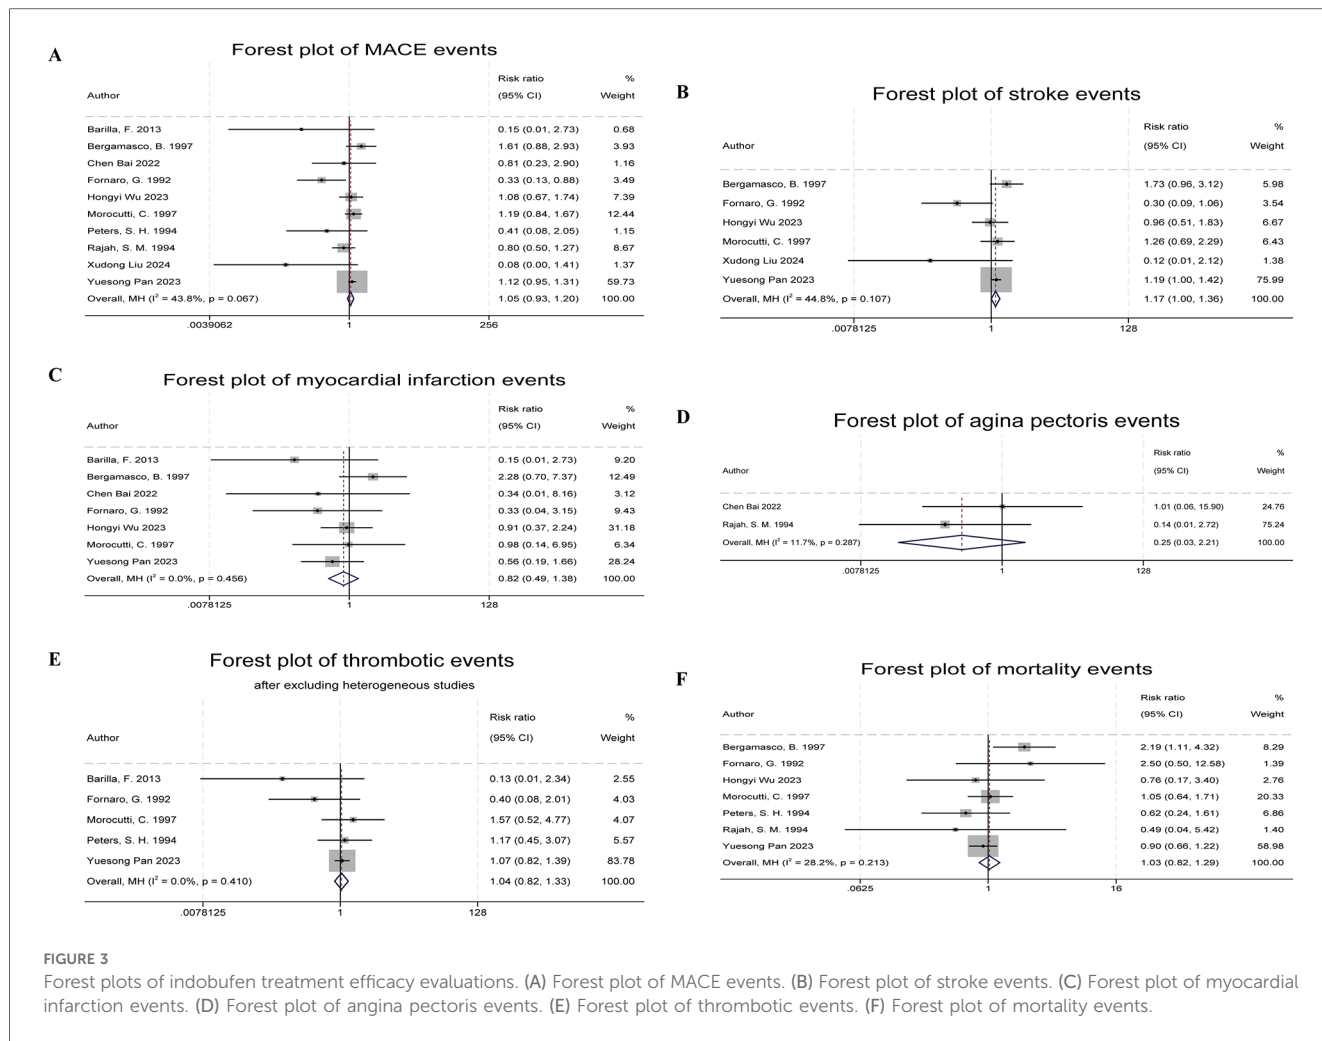 A
Forest plot of MACE events
Risk ratio %
Author (95% CI) Weight
Barilla, F. 2013 0.15 (0.01, 2.73) 0.68
Bergamasco, B. 1997 1.61 (0.88, 2.93) 3.93
Chen Bai 2022 0.81 (0.23, 2.90) 1.16
Fornaro, G. 1992 0.33 (0.13, 0.88) 3.49
Hongyi Wu 2023 1.08 (0.67, 1.74) 7.39
Morocutti, C. 1997 1.19 (0.84, 1.67) 12.44
Peters, S. H. 1994 0.41 (0.08, 2.05) 1.15
Rajah, S. M. 1994 0.80 (0.50, 1.27) 8.67
Xudong Liu 2024 0.08 (0.00, 1.41) 1.37
Yuesong Pan 2023 1.12 (0.95, 1.31) 59.73
Overall, MH (I² = 43.8%, p = 0.067) 1.05 (0.93, 1.20) 100.00
.0039062 1 256
B
Forest plot of stroke events
Risk ratio %
Author (95% CI) Weight
Bergamasco, B. 1997 1.73 (0.96, 3.12) 5.98
Fornaro, G. 1992 0.30 (0.09, 1.06) 3.54
Hongyi Wu 2023 0.96 (0.51, 1.83) 6.67
Morocutti, C. 1997 1.26 (0.69, 2.29) 6.43
Xudong Liu 2024 0.12 (0.01, 2.12) 1.38
Yuesong Pan 2023 1.19 (1.00, 1.42) 75.99
Overall, MH (I² = 44.8%, p = 0.107) 1.17 (1.00, 1.36) 100.00
.0078125 1 128
C
Forest plot of myocardial infarction events
Risk ratio %
Author (95% CI) Weight
Barilla, F. 2013 0.15 (0.01, 2.73) 9.20
Bergamasco, B. 1997 2.28 (0.70, 7.37) 12.49
Chen Bai 2022 0.34 (0.01, 8.16) 3.12
Fornaro, G. 1992 0.33 (0.04, 3.15) 9.43
Hongyi Wu 2023 0.91 (0.37, 2.24) 31.18
Morocutti, C. 1997 0.98 (0.14, 6.95) 6.34
Yuesong Pan 2023 0.56 (0.19, 1.66) 28.24
Overall, MH (I² = 0.0%, p = 0.456) 0.82 (0.49, 1.38) 100.00
.0078125 1 128
D
Forest plot of agina pectoris events
Risk ratio %
Author (95% CI) Weight
Chen Bai 2022 1.01 (0.06, 15.90) 24.76
Rajah, S. M. 1994 0.14 (0.01, 2.72) 75.24
Overall, MH (I² = 11.7%, p = 0.287) 0.25 (0.03, 2.21) 100.00
.0078125 1 128
E
Forest plot of thrombotic events
after excluding heterogeneous studies
Risk ratio %
Author (95% CI) Weight
Barilla, F. 2013 0.13 (0.01, 2.34) 2.55
Fornaro, G. 1992 0.40 (0.08, 2.01) 4.03
Morocutti, C. 1997 1.57 (0.52, 4.77) 4.07
Peters, S. H. 1994 1.17 (0.45, 3.07) 5.57
Yuesong Pan 2023 1.07 (0.82, 1.39) 83.78
Overall, MH (I² = 0.0%, p = 0.410) 1.04 (0.82, 1.33) 100.00
.0078125 1 128
F
Forest plot of mortality events
Risk ratio %
Author (95% CI) Weight
Bergamasco, B. 1997 2.19 (1.11, 4.32) 8.29
Fornaro, G. 1992 2.50 (0.50, 12.58) 1.39
Hongyi Wu 2023 0.76 (0.17, 3.40) 2.76
Morocutti, C. 1997 1.05 (0.64, 1.71) 20.33
Peters, S. H. 1994 0.62 (0.24, 1.61) 6.86
Rajah, S. M. 1994 0.49 (0.04, 5.42) 1.40
Yuesong Pan 2023 0.90 (0.66, 1.22) 58.98
Overall, MH (I² = 28.2%, p = 0.213) 1.03 (0.82, 1.29) 100.00
.0625 1 16
FIGURE 3
Forest plots of indobufen treatment efficacy evaluations. (A) Forest plot of MACE events. (B) Forest plot of stroke events. (C) Forest plot of myocardial
infarction events. (D) Forest plot of angina pectoris events. (E) Forest plot of thrombotic events. (F) Forest plot of mortality events.